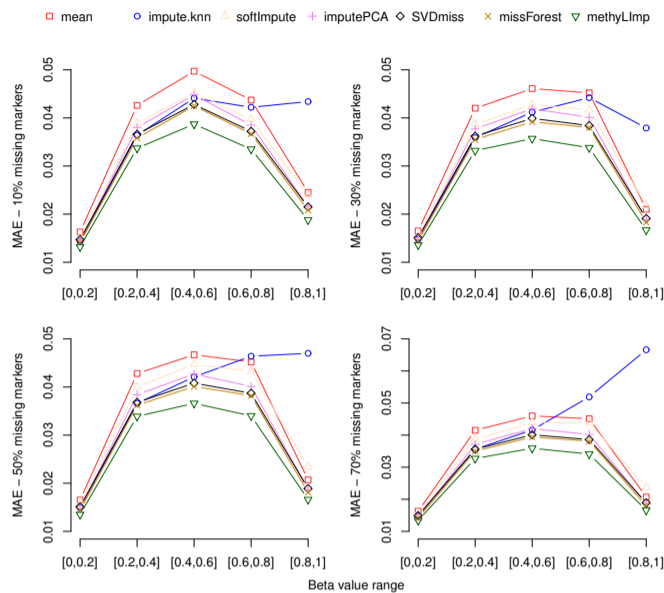 mean impute.knn softImpute imputePCA SVDmiss missForest methyLImp
MAE − 10% missing markers
0.01 0.02 0.03 0.04 0.05
[0,0.2] [0.2,0.4) [0.4,0.6) [0.6,0.8) [0.8,1]
MAE − 30% missing markers
0.01 0.02 0.03 0.04 0.05
[0,0.2] [0.2,0.4) [0.4,0.6) [0.6,0.8) [0.8,1]
MAE − 50% missing markers
0.01 0.02 0.03 0.04 0.05
[0,0.2] [0.2,0.4) [0.4,0.6) [0.6,0.8) [0.8,1]
MAE − 70% missing markers
0.01 0.03 0.05 0.07
[0,0.2] [0.2,0.4) [0.4,0.6) [0.6,0.8) [0.8,1]
Beta value range